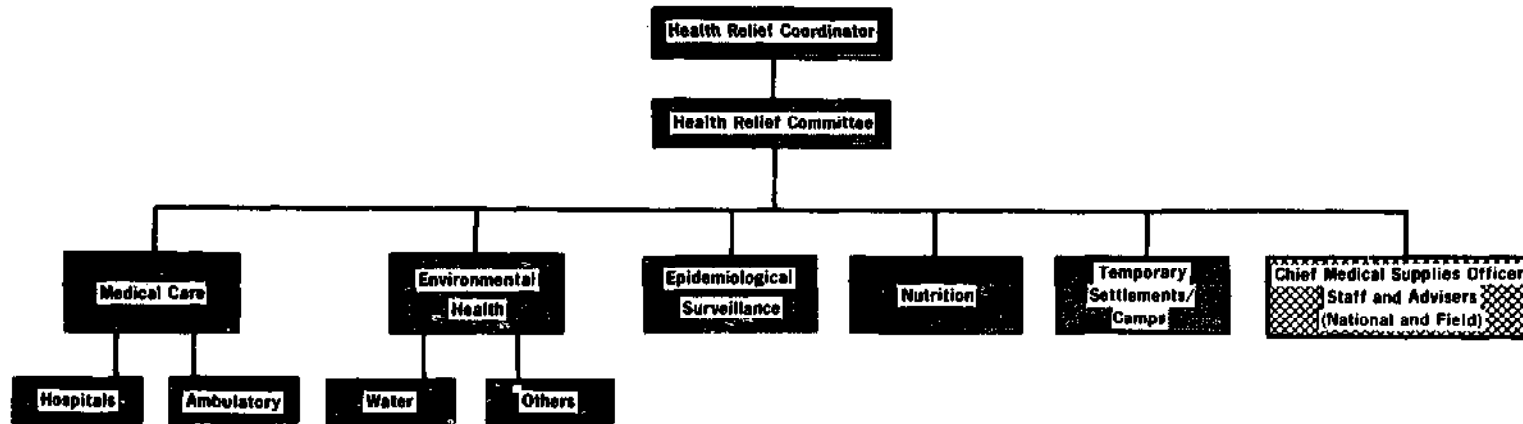 Health Relief Coordinator
Health Relief Committee
Medical Care
Environmental
Health
Epidemiological
Surveillance
Nutrition
Temporary
Settlements/
Camps
Chief Medical Supplies Officer
Staff and Advisers
(National and Field)
Hospitals
Ambulatory
Water
Others